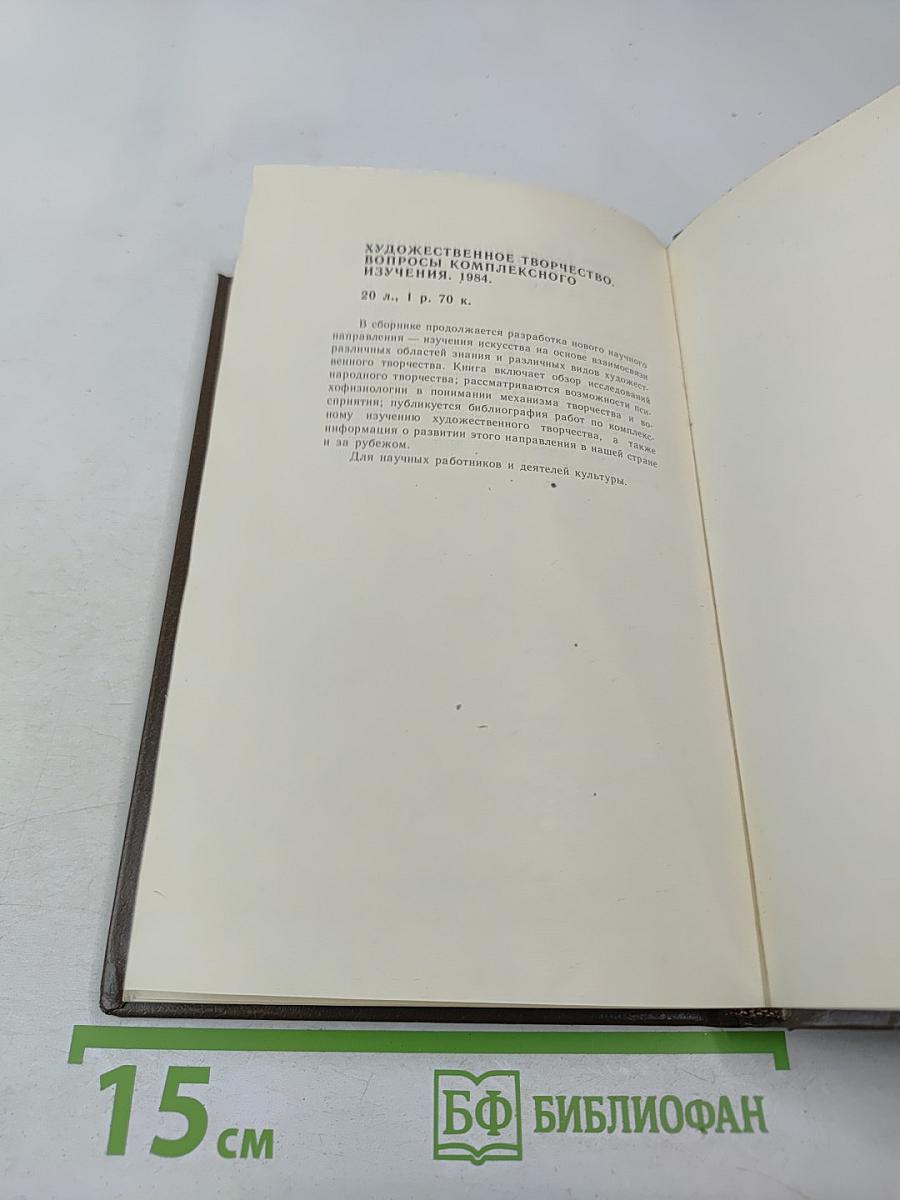 ХУДОЖЕСТВЕННОЕ ТВОРЧЕСТВО.
ВОПРОСЫ КОМПЛЕКСНОГО
ИЗУЧЕНИЯ. 1984.
20 л., 1 р. 70 к.
В сборнике продолжается разработка нового научного
направления — изучения искусства на основе взаимосвязи
различных областей знания и различных видов художест-
венного творчества. Книга включает обзор исследований
народного творчества; рассматриваются возможности пси-
хофизиологии в понимании механизма творчества и во-
сприятия; публикуется библиография работ по комплекс-
ному изучению художественного творчества, а также
информация о развитии этого направления в нашей стране
и за рубежом.
Для научных работников и деятелей культуры.
15 см
БФ БИБЛИОФАН